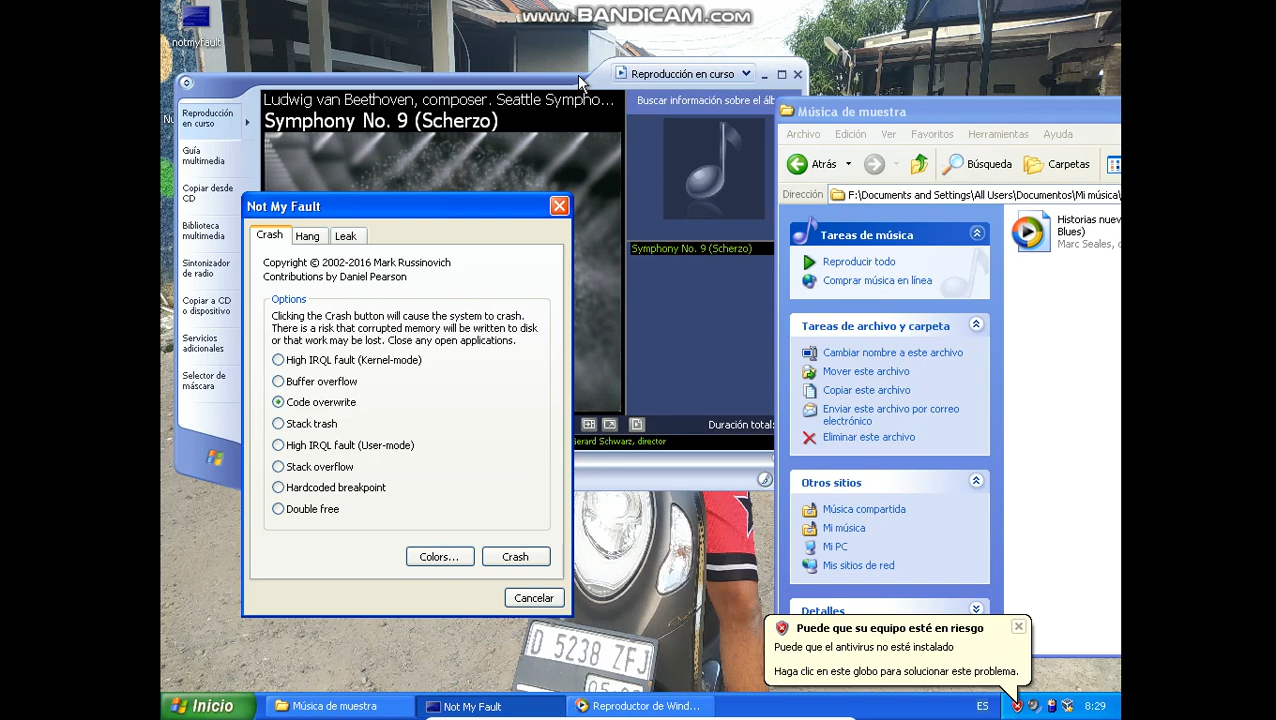 www.BANDICAM.com
notmyfault
Reproducción en curso
Ludwig van Beethoven, composer. Seattle Sympho...
Symphony No. 9 (Scherzo)
Buscar información sobre el álb
Reproducción
en curso
Guía
multimedia
Copiar desde
CD
Biblioteca
multimedia
Sintonizador
de radio
Copiar a CD
o dispositivo
Servicios
adicionales
Selector de
máscara
Symphony No. 9 (Scherzo)
Duración total:
Gerard Schwarz, director
Not My Fault
Crash
Hang
Leak
Copyright © 2002-2016 Mark Russinovich
Contributions by Daniel Pearson
Options
Clicking the Crash button will cause the system to crash.
There is a risk that corrupted memory will be written to disk
or that work may be lost. Close any open applications.
High IRQL fault (Kernel-mode)
Buffer overflow
Code overwrite
Stack trash
High IRQL fault (User-mode)
Stack overflow
Hardcoded breakpoint
Double free
Colors...
Crash
Cancelar
Música de muestra
Archivo Edición Ver Favoritos Herramientas Ayuda
Atrás Búsqueda Carpetas
Dirección F:\Documents and Settings\All Users\Documentos\Mi música\
Tareas de música
Reproducir todo
Comprar música en línea
Tareas de archivo y carpeta
Cambiar nombre a este archivo
Mover este archivo
Copiar este archivo
Enviar este archivo por correo
electrónico
Eliminar este archivo
Otros sitios
Música compartida
Mi música
Mi PC
Mis sitios de red
Detalles
Historias nuev
Blues)
Marc Seales, c
D 5238 ZFJ
Puede que su equipo esté en riesgo
Puede que el antivirus no esté instalado
Haga clic en este globo para solucionar este problema.
Inicio
Música de muestra
Not My Fault
Reproductor de Wind...
ES
8:29